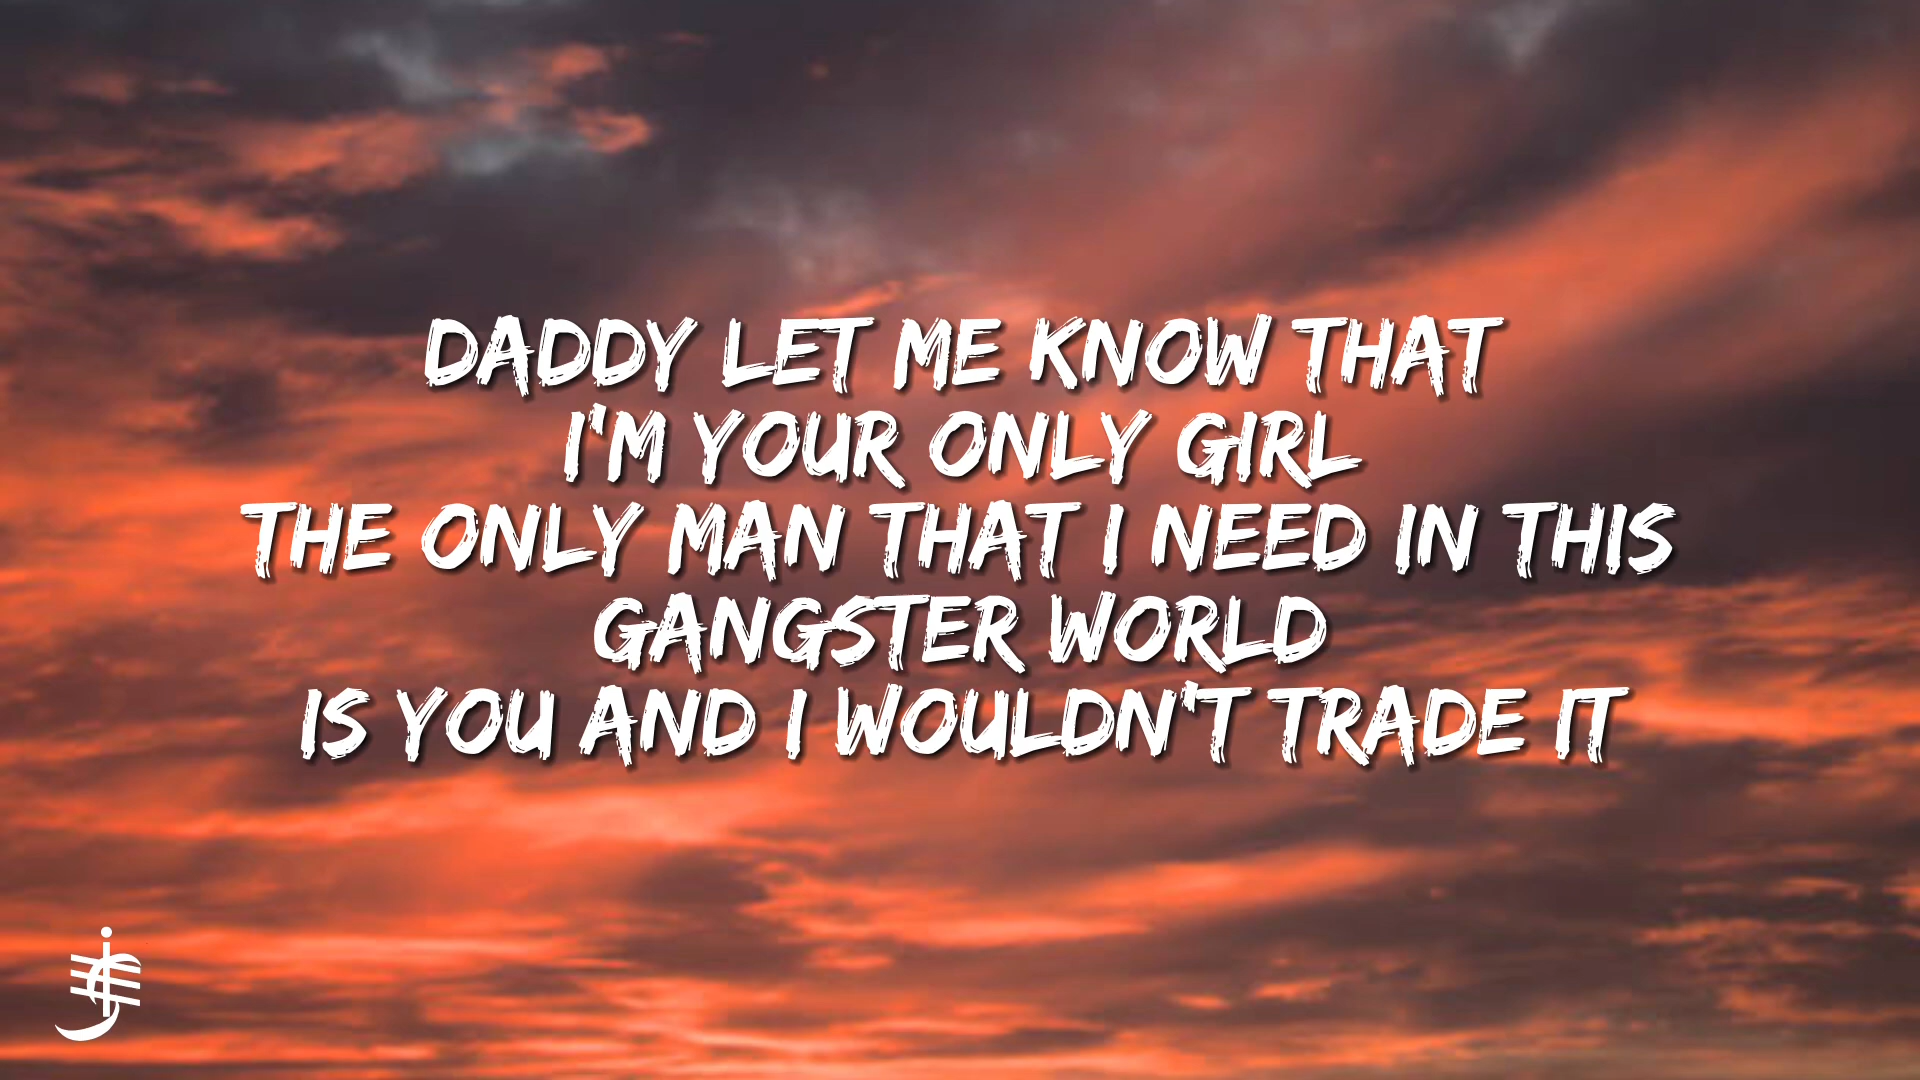 DADDY LET ME KNOW THAT
I'M YOUR ONLY GIRL
THE ONLY MAN THAT I NEED IN THIS
GANGSTER WORLD
IS YOU AND I WOULDN'T TRADE IT